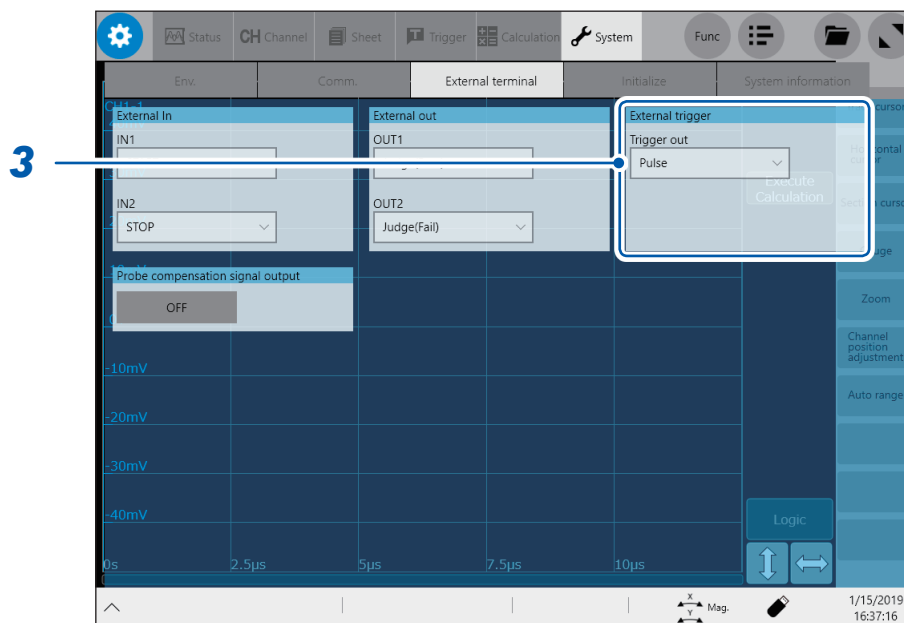 Status
CH Channel
Sheet
Trigger
Calculation
System
Func
Env.
Comm.
External terminal
Initialize
System information
CH1-1
External In
External out
External trigger
IN1
OUT1
Trigger out
3
Pulse
Execute
Calculation
IN2
OUT2
STOP
Judge(Fail)
Probe compensation signal output
OFF
Zoom
Channel
position
adjustment
-10mV
Auto range
-20mV
-30mV
-40mV
Logic
0s
2.5µs
5µs
7.5µs
10µs
X
Y
Mag.
1/15/2019
16:37:16